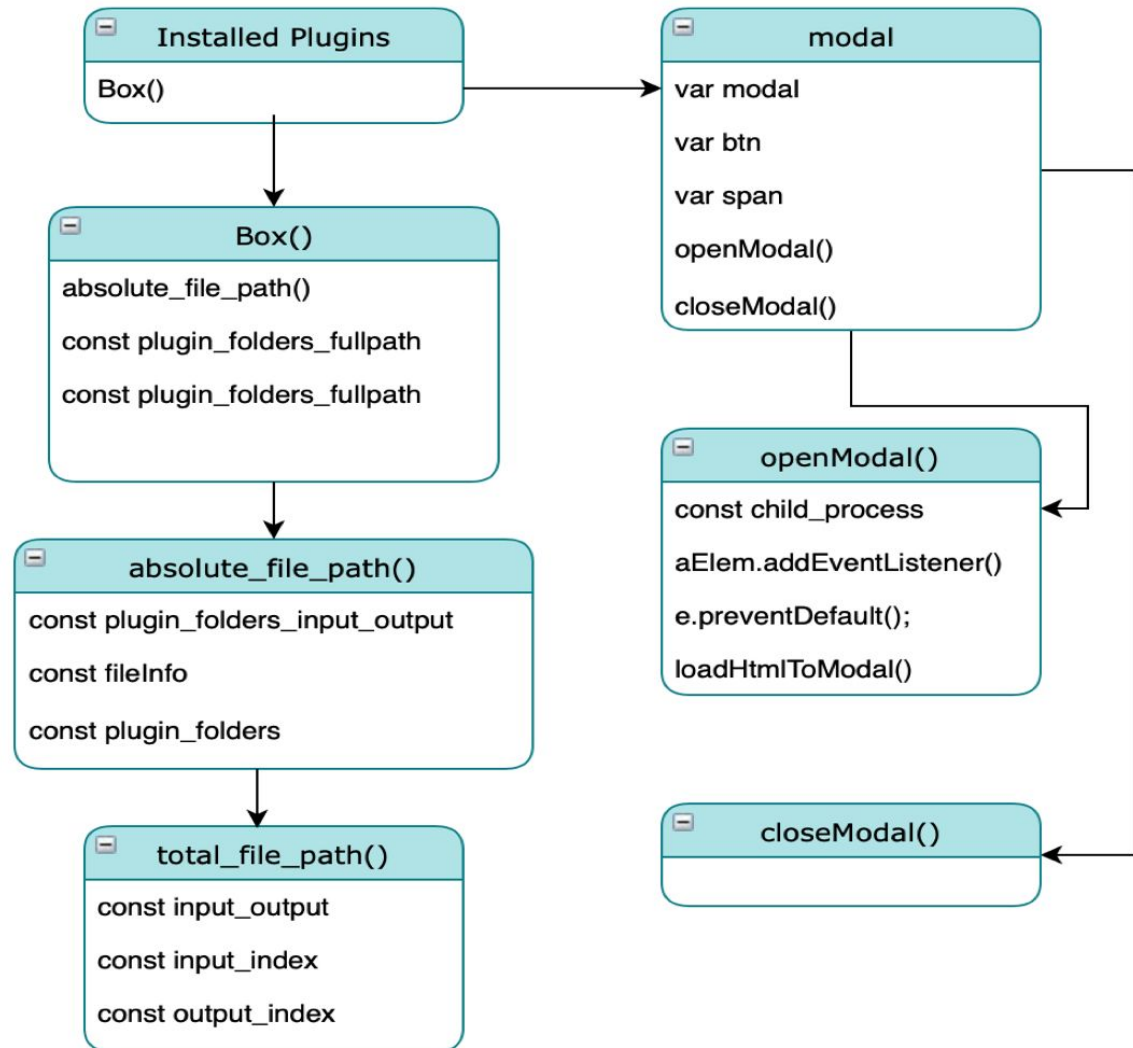 Installed Plugins
Box()
Box()
absolute_file_path()
const plugin_folders_fullpath
const plugin_folders_fullpath
absolute_file_path()
const plugin_folders_input_output
const fileInfo
const plugin_folders
total_file_path()
const input_output
const input_index
const output_index
modal
var modal
var btn
var span
openModal()
closeModal()
openModal()
const child_process
aElem.addEventListener()
e.preventDefault();
loadHtmlToModal()
closeModal()